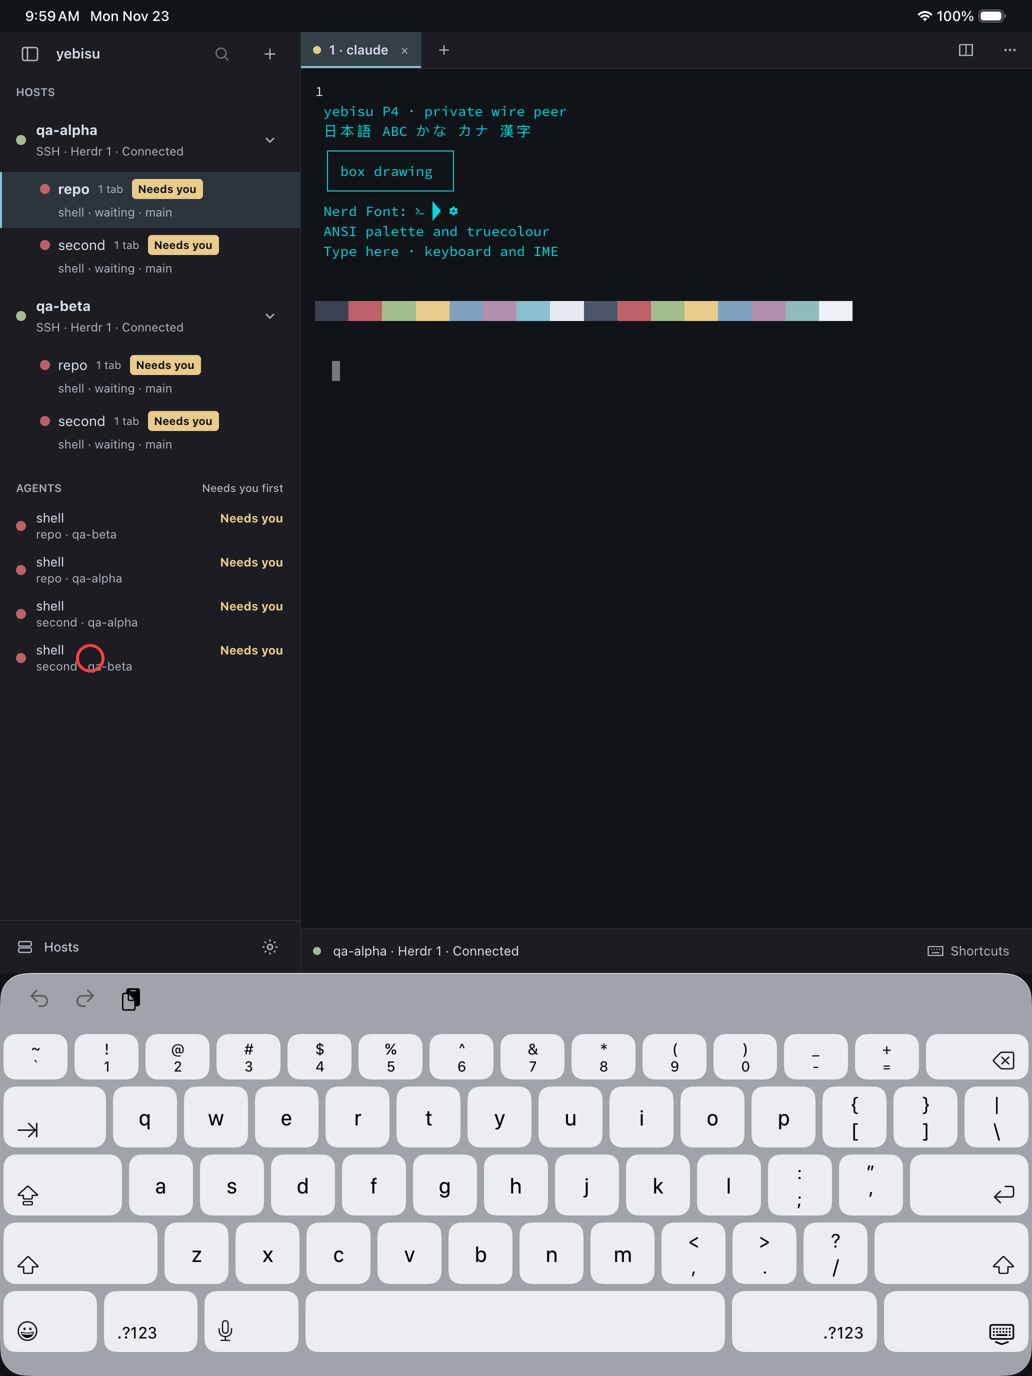 9:59 AM Mon Nov 23
100%
yebisu
1 · claude
HOSTS
qa-alpha
SSH · Herdr 1 · Connected
repo 1 tab Needs you
shell · waiting · main
second 1 tab Needs you
shell · waiting · main
qa-beta
SSH · Herdr 1 · Connected
repo 1 tab Needs you
shell · waiting · main
second 1 tab Needs you
shell · waiting · main
AGENTS Needs you first
shell Needs you
repo · qa-beta
shell Needs you
repo · qa-alpha
shell Needs you
second · qa-alpha
shell Needs you
second · qa-beta
Hosts
1
yebisu P4 · private wire peer
日本語 ABC かな カナ 漢字
box drawing
Nerd Font:
ANSI palette and truecolour
Type here · keyboard and IME
qa-alpha · Herdr 1 · Connected
Shortcuts
~ ! @ # $ % ^ & * ( ) _ +
` 1 2 3 4 5 6 7 8 9 0 - =
q w e r t y u i o p { } |
[ ] \
a s d f g h j k l : "
; '
z x c v b n m < > ?
, . /
.?123 .?123